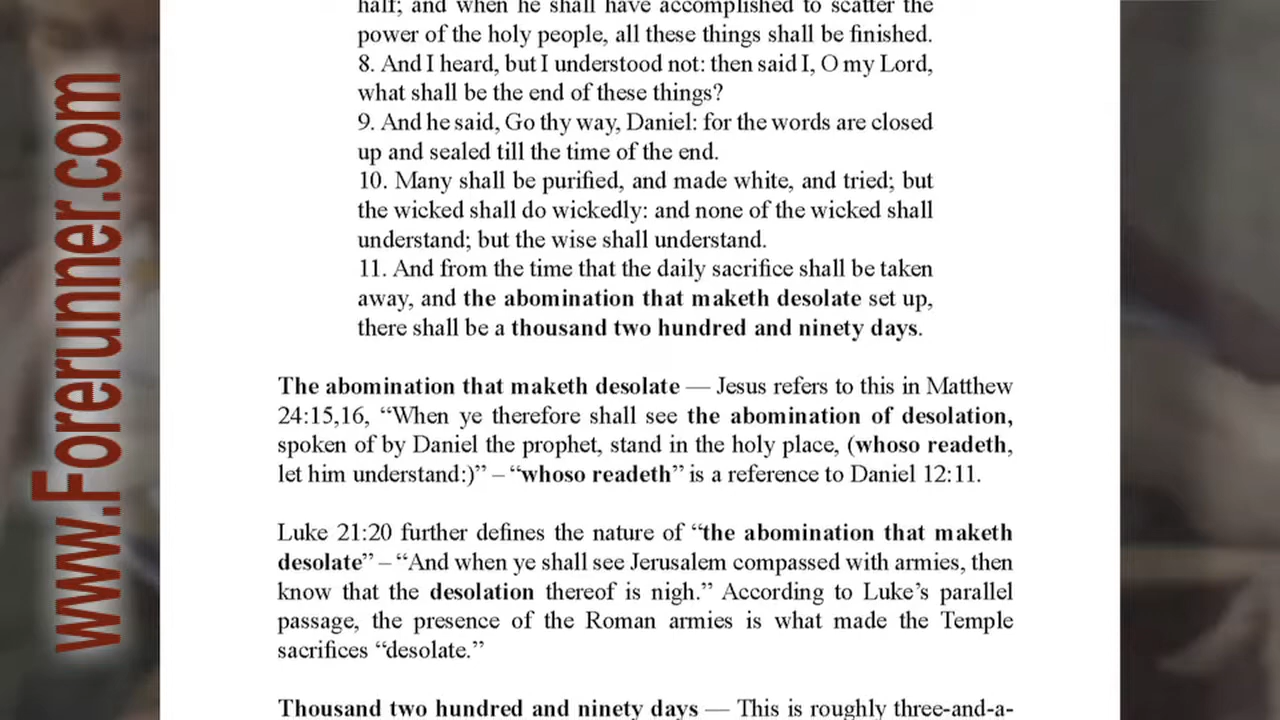 half; and when he shall have accomplished to scatter the
power of the holy people, all these things shall be finished.
8. And I heard, but I understood not: then said I, O my Lord,
what shall be the end of these things?
9. And he said, Go thy way, Daniel: for the words are closed
up and sealed till the time of the end.
10. Many shall be purified, and made white, and tried; but
the wicked shall do wickedly: and none of the wicked shall
understand; but the wise shall understand.
11. And from the time that the daily sacrifice shall be taken
away, and the abomination that maketh desolate set up,
there shall be a thousand two hundred and ninety days.
The abomination that maketh desolate — Jesus refers to this in Matthew
24:15,16, “When ye therefore shall see the abomination of desolation,
spoken of by Daniel the prophet, stand in the holy place, (whoso readeth,
let him understand:)” – “whoso readeth” is a reference to Daniel 12:11.
Luke 21:20 further defines the nature of “the abomination that maketh
desolate” – “And when ye shall see Jerusalem compassed with armies, then
know that the desolation thereof is nigh.” According to Luke’s parallel
passage, the presence of the Roman armies is what made the Temple
sacrifices “desolate.”
Thousand two hundred and ninety days — This is roughly three-and-a-
www.Forerunner.com